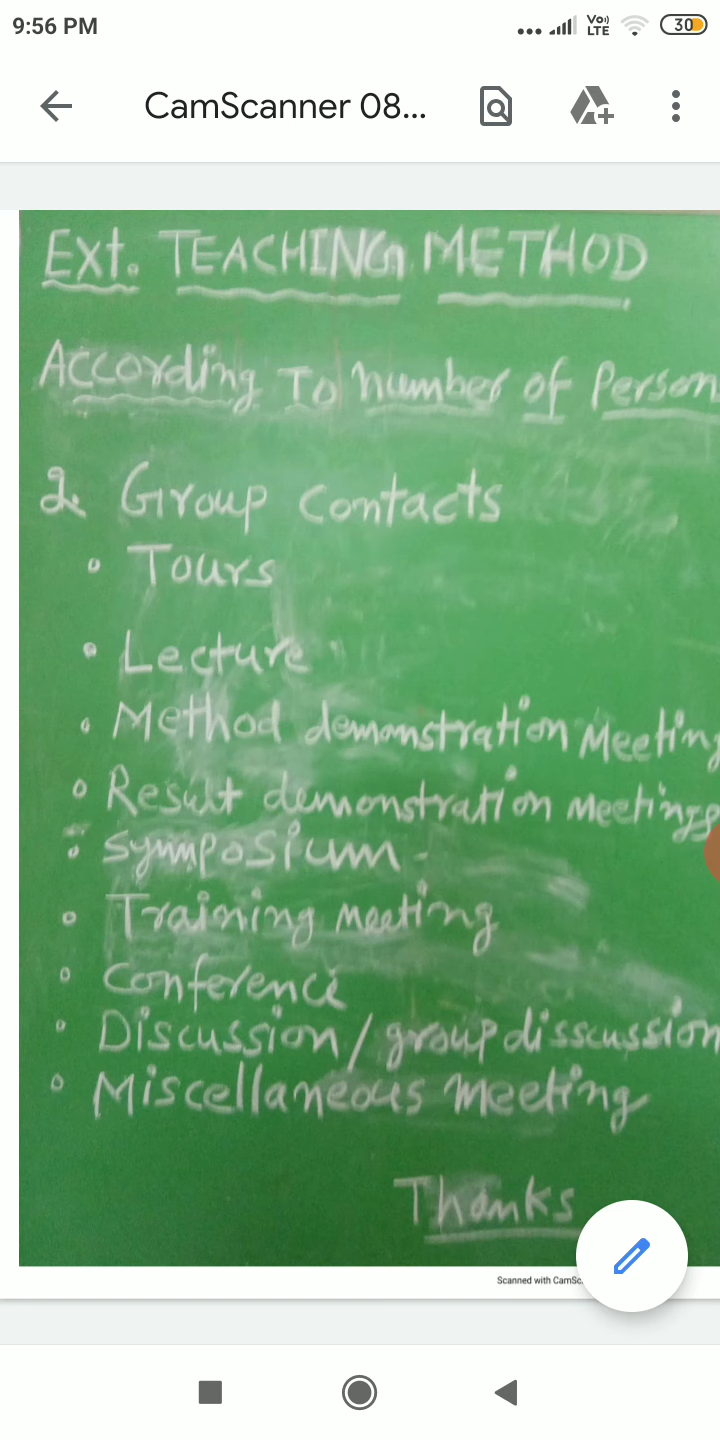 9:56 PM
Vo)) LTE
30
CamScanner 08...
Ext. TEACHING METHOD
According To number of Person
2. Group Contacts
Tours
Lecture
Method demonstration Meeting
Result demonstration meetings
Symposium
Training meeting
Conference
Discussion / group disscussion
Miscellaneous meeting
Thanks
Scanned with CamSc